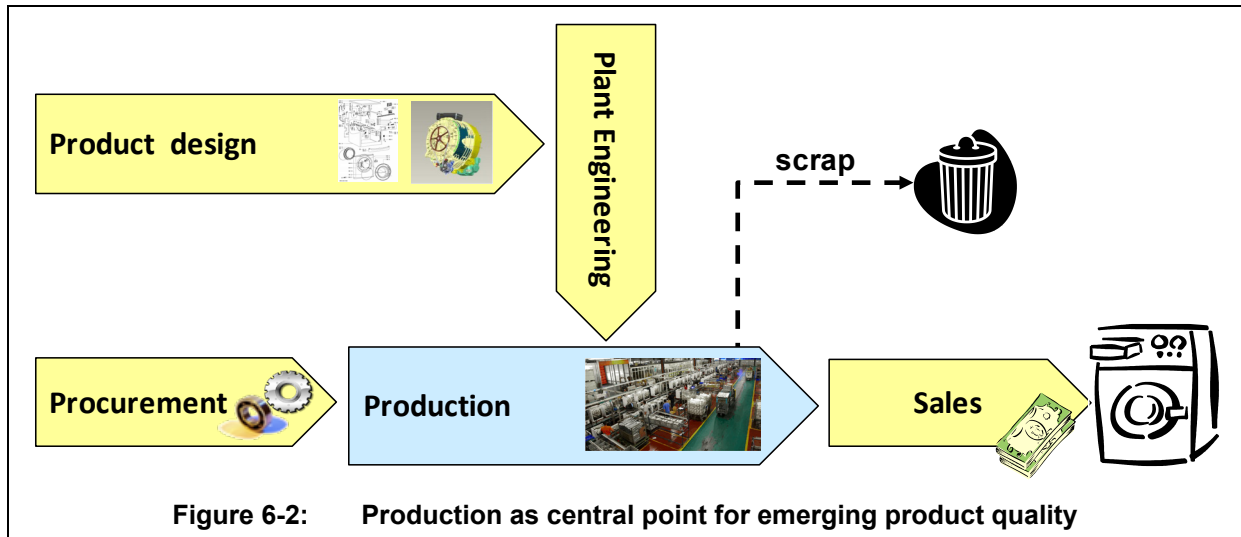 Product design
Plant Engineering
scrap
Procurement
Production
Sales
Figure 6-2: Production as central point for emerging product quality